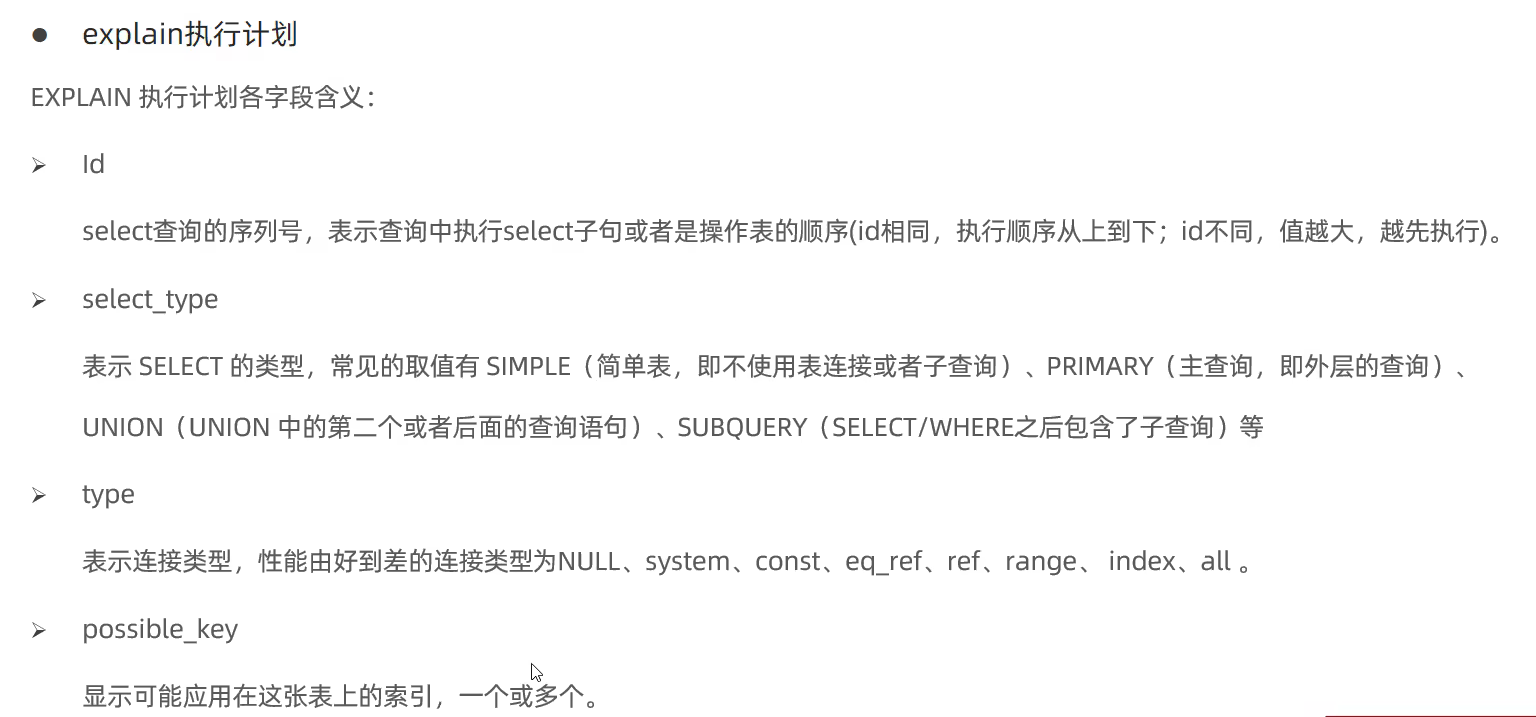 ● explain执行计划
EXPLAIN 执行计划各字段含义：
➢ Id
select查询的序列号，表示查询中执行select子句或者是操作表的顺序(id相同，执行顺序从上到下；id不同，值越大，越先执行)。
➢ select_type
表示 SELECT 的类型，常见的取值有 SIMPLE（简单表，即不使用表连接或者子查询）、PRIMARY（主查询，即外层的查询）、
UNION（UNION 中的第二个或者后面的查询语句）、SUBQUERY（SELECT/WHERE之后包含了子查询）等
➢ type
表示连接类型，性能由好到差的连接类型为NULL、system、const、eq_ref、ref、range、 index、all 。
➢ possible_key
显示可能应用在这张表上的索引，一个或多个。